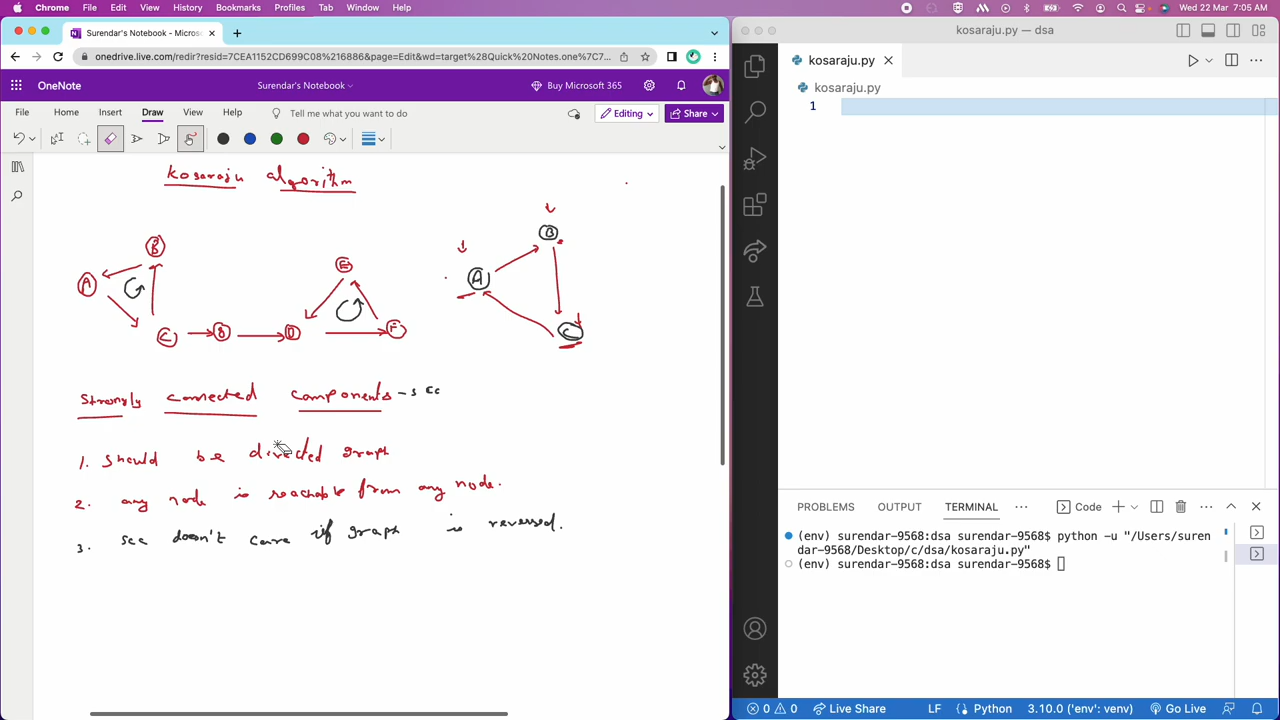 Chrome File Edit View History Bookmarks Profiles Tab Window Help Wed 22 Mar 7:05 AM
Surendar's Notebook - Micros
onedrive.live.com/redir?resid=7CEA1152CD699C08%216886&page=Edit&wd=target%28Quick Notes.one%7C7...
OneNote Surendar's Notebook Buy Microsoft 365
File Home Insert Draw View Help Tell me what you want to do Editing Share
Kosaraju algorithm
B
A
C B D F
E
A B C
Strongly connected components - scc
1. should be directed graph
2. any node is reachable from any node.
3. scc doesn't care if graph is reversed.
kosaraju.py — dsa
kosaraju.py
kosaraju.py
1
PROBLEMS OUTPUT TERMINAL ... Code
(env) surendar-9568:dsa surendar-9568$ python -u "/Users/suren
dar-9568/Desktop/c/dsa/kosaraju.py"
(env) surendar-9568:dsa surendar-9568$
0 0 Live Share LF Python 3.10.0 ('env': venv) Go Live